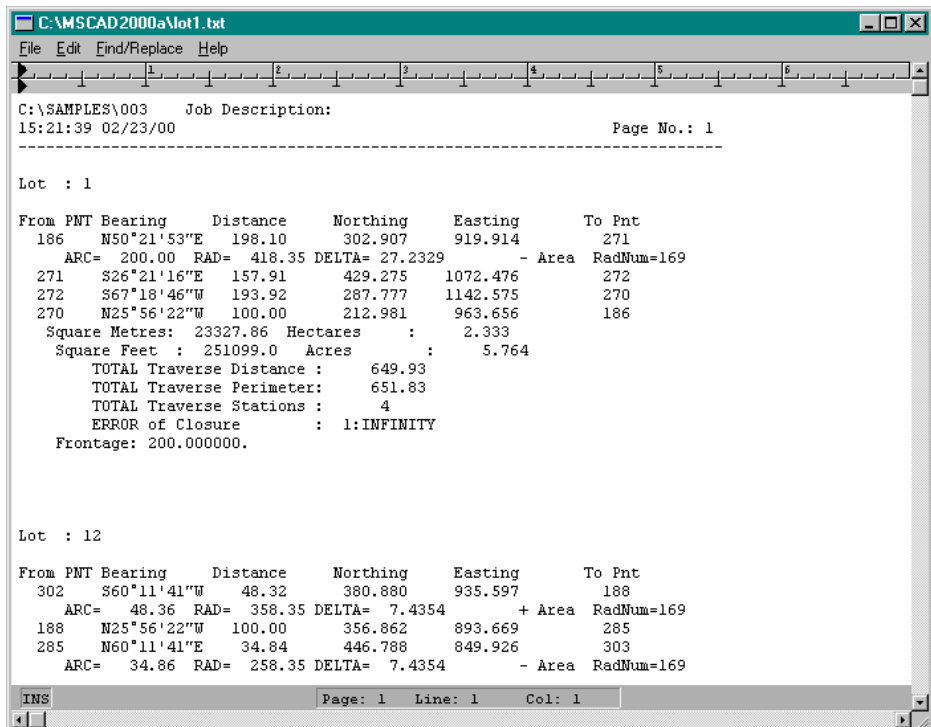 C:\MSCAD2000a\lot1.txt
File Edit Find/Replace Help
1 2 3 4 5 6
C:\SAMPLES\003    Job Description:
15:21:39 02/23/00    Page No.: 1
----------------------------------------------------------------------------
Lot  : 1
From PNT Bearing    Distance    Northing    Easting    To Pnt
186    N50°21'53"E    198.10    302.907    919.914    271
ARC=  200.00  RAD=  418.35 DELTA= 27.2329    - Area  RadNum=169
271    S26°21'16"E    157.91    429.275    1072.476    272
272    S67°18'46"W    193.92    287.777    1142.575    270
270    N25°56'22"W    100.00    212.981    963.656    186
Square Metres:  23327.86  Hectares    :    2.333
Square Feet  :  251099.0   Acres    :    5.764
TOTAL Traverse Distance :    649.93
TOTAL Traverse Perimeter:    651.83
TOTAL Traverse Stations :    4
ERROR of Closure    :  1:INFINITY
Frontage: 200.000000.
Lot  : 12
From PNT Bearing    Distance    Northing    Easting    To Pnt
302    S60°11'41"W    48.32    380.880    935.597    188
ARC=   48.36  RAD=  358.35 DELTA=  7.4354    + Area  RadNum=169
188    N25°56'22"W    100.00    356.862    893.669    285
285    N60°11'41"E    34.84    446.788    849.926    303
ARC=   34.86  RAD=  258.35 DELTA=  7.4354    - Area  RadNum=169
INS    Page: 1   Line: 1    Col: 1